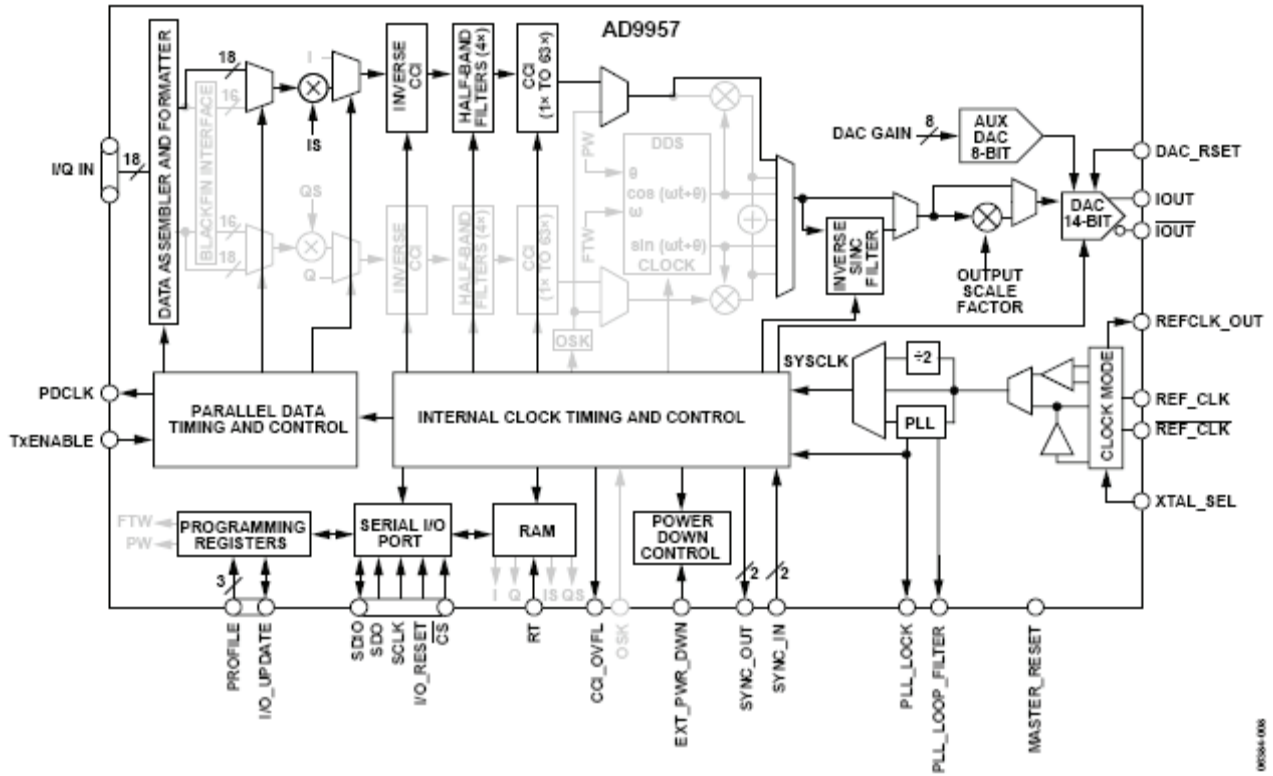 AD9957
I/Q IN
18
DATA ASSEMBLER AND FORMATTER
BLACKFIN INTERFACE
18
16
16
18
I
IS
QS
Q
INVERSE
CCI
HALF-BAND
FILTERS (4×)
CCI
(1× TO 63×)
INVERSE
CCI
HALF-BAND
FILTERS (4×)
CCI
(1× TO 63×)
OSK
PW
FTW
DDS
θ
cos (ωt+θ)
ω
sin (ωt+θ)
CLOCK
INVERSE
SINC
FILTER
OUTPUT
SCALE
FACTOR
DAC GAIN
8
AUX
DAC
8-BIT
DAC
14-BIT
DAC_RSET
IOUT
IOUT
REFCLK_OUT
REF_CLK
REF_CLK
XTAL_SEL
CLOCK MODE
SYSCLK
÷2
PLL
PDCLK
TxENABLE
PARALLEL DATA
TIMING AND CONTROL
INTERNAL CLOCK TIMING AND CONTROL
FTW
PW
PROGRAMMING
REGISTERS
SERIAL I/O
PORT
RAM
POWER
DOWN
CONTROL
3
I
Q
IS
QS
2
2
PROFILE
I/O_UPDATE
SDIO
SDO
SCLK
I/O_RESET
CS
RT
CCI_OVFL
OSK
EXT_PWR_DWN
SYNC_OUT
SYNC_IN
PLL_LOCK
PLL_LOOP_FILTER
MASTER_RESET
06384-008